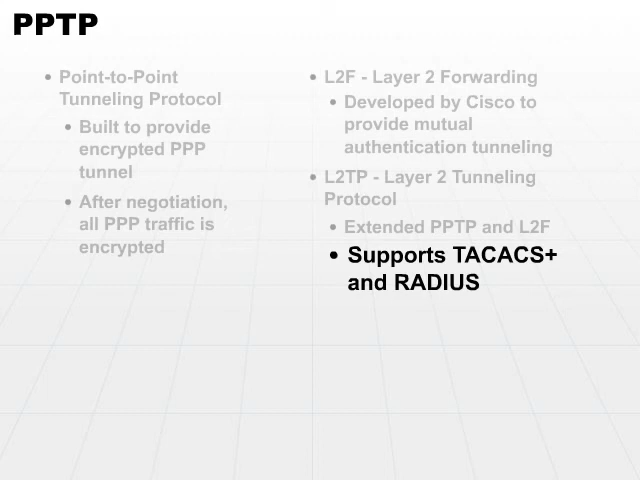 PPTP
• Point-to-Point
Tunneling Protocol
• Built to provide
encrypted PPP
tunnel
• After negotiation,
all PPP traffic is
encrypted
• L2F - Layer 2 Forwarding
• Developed by Cisco to
provide mutual
authentication tunneling
• L2TP - Layer 2 Tunneling
Protocol
• Extended PPTP and L2F
• Supports TACACS+
and RADIUS